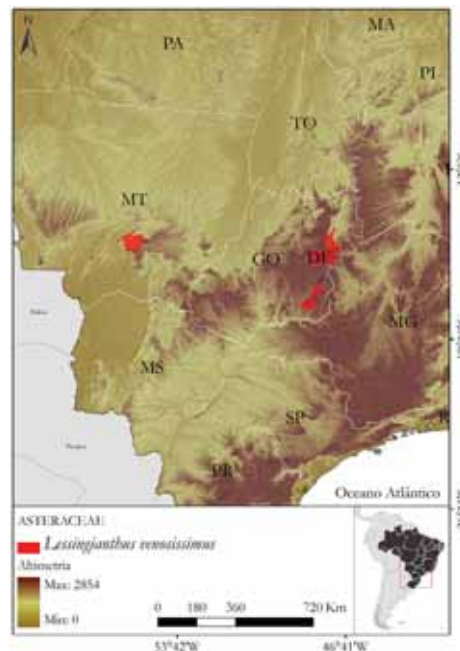 N
PA
MA
PI
TO
MT
GO
DF
MG
MS
SP
PR
Oceano Atlântico
ASTERACEAE
Lessingianthus venosissimus
Altimetria
Max: 2854
Min: 0
0 180 360 720 Km
53°42'W 46°41'W